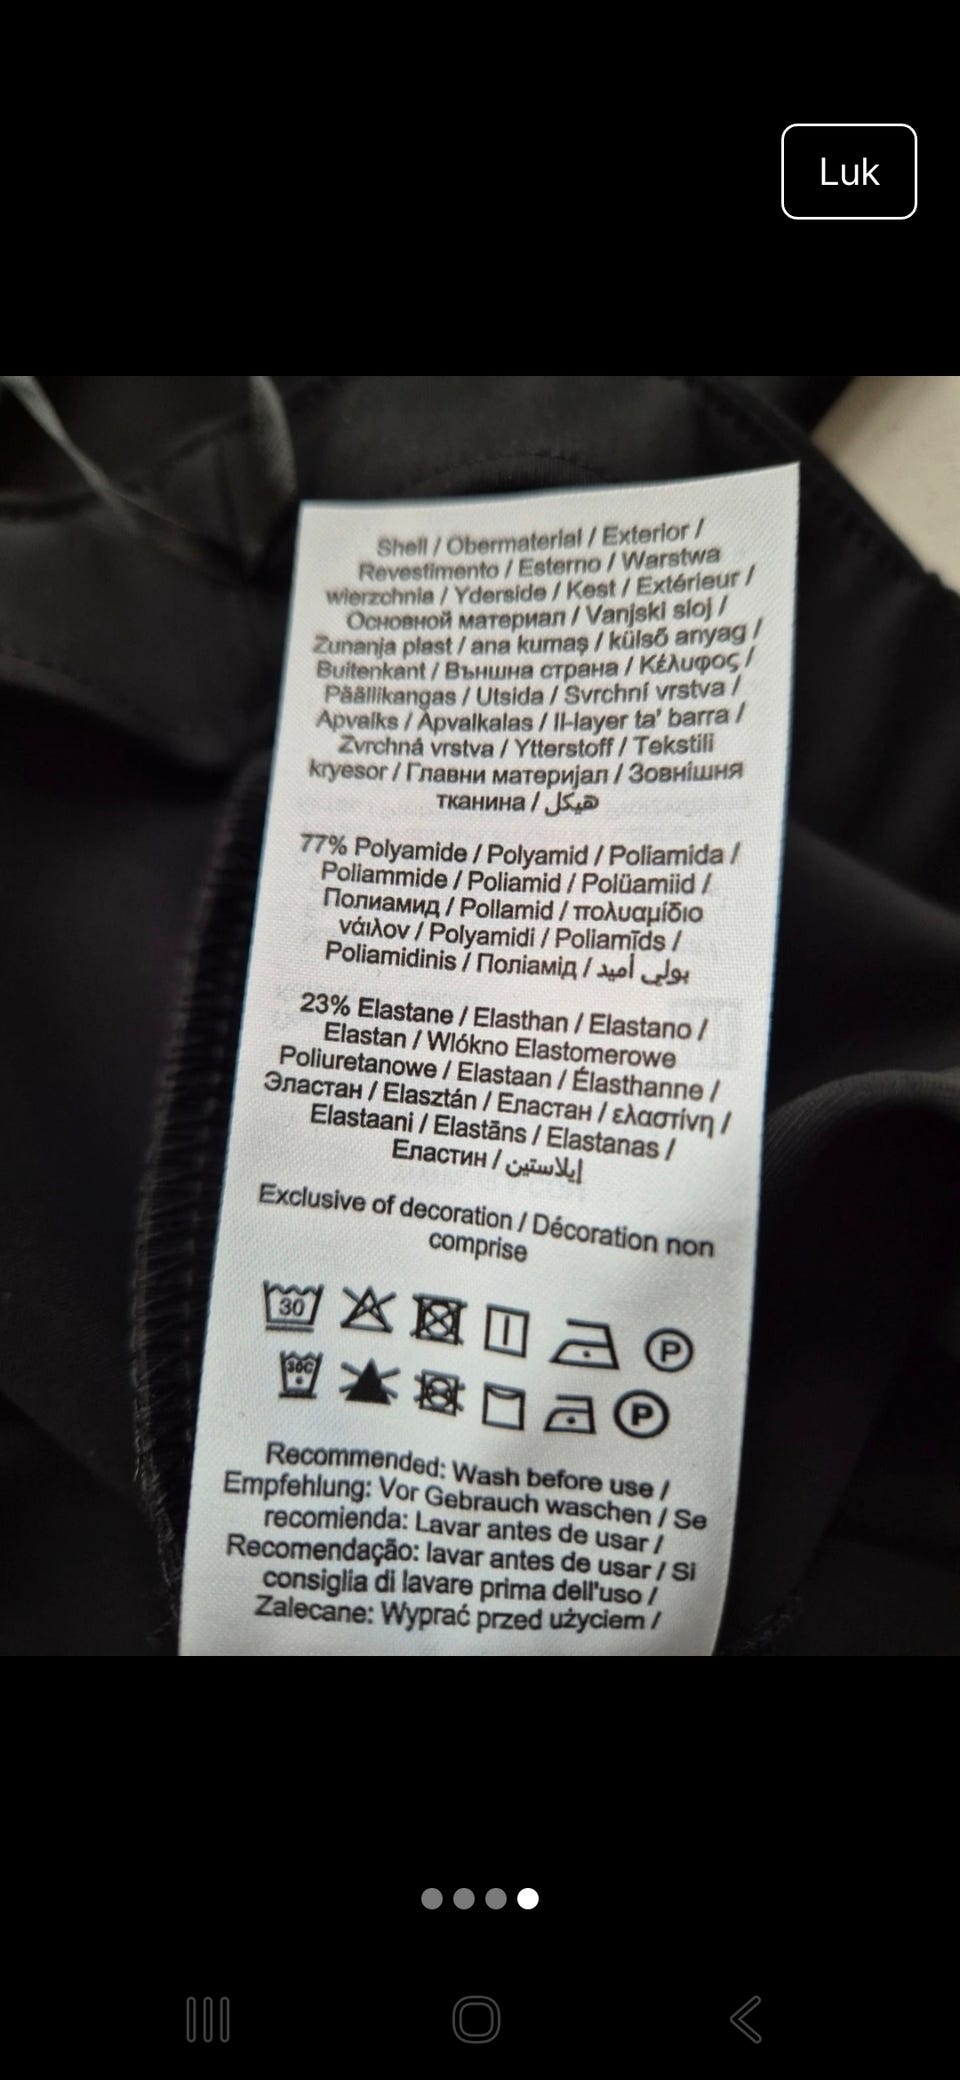 Luk
Shell / Obermaterial / Exterior /
Revestimento / Esterno / Warstwa
wierzchnia / Yderside / Kest / Extérieur /
Основной материал / Vanjski sloj /
Zunanja plast / ana kumaş / külső anyag /
Buitenkant / Външна страна / Κέλυφος /
Päällikangas / Utsida / Svrchní vrstva /
Apvalks / Apvalkalas / Il-layer ta' barra /
Zvrchná vrstva / Ytterstoff / Tekstili
kryesor / Главни материјал / Зовнішня
тканина / هيكل
77% Polyamide / Polyamid / Poliamida /
Poliammide / Poliamid / Polüamiid /
Полиамид / Poliamid / πολυαμίδιο
νάιλον / Polyamidi / Poliamīds /
Poliamidinis / Поліамід / بولي أميد
23% Elastane / Elasthan / Elastano /
Elastan / Wlókno Elastomerowe
Poliuretanowe / Elastaan / Élasthanne /
Эластан / Elasztán / Еластан / ελαστίνη /
Elastaani / Elastāns / Elastanas /
Еластин / إيلاستين
Exclusive of decoration / Décoration non
comprise
30 P
30C P
Recommended: Wash before use /
Empfehlung: Vor Gebrauch waschen / Se
recomienda: Lavar antes de usar /
Recomendação: lavar antes de usar / Si
consiglia di lavare prima dell'uso /
Zalecane: Wyprać przed użyciem /